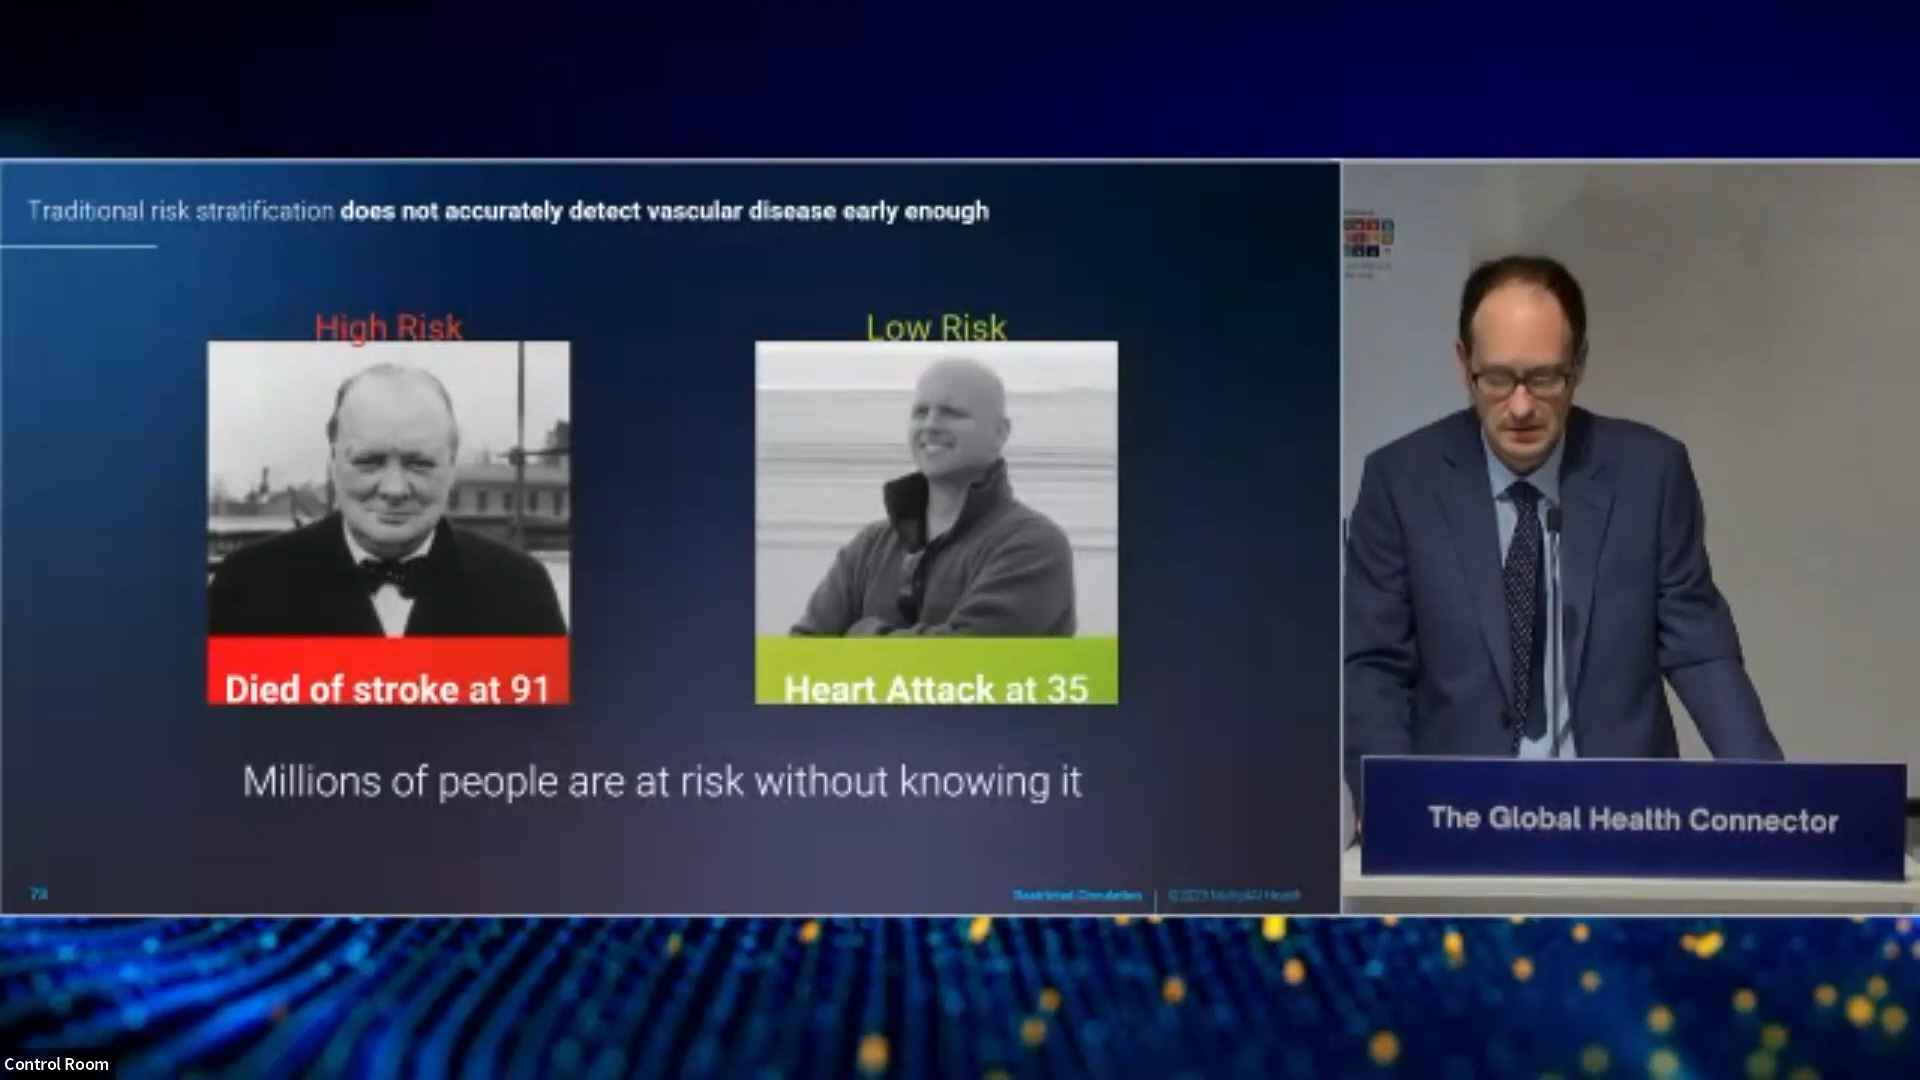 Traditional risk stratification does not accurately detect vascular disease early enough
High Risk
Low Risk
Died of stroke at 91
Heart Attack at 35
Millions of people are at risk without knowing it
Restricted Circulation
The Global Health Connector
Control Room